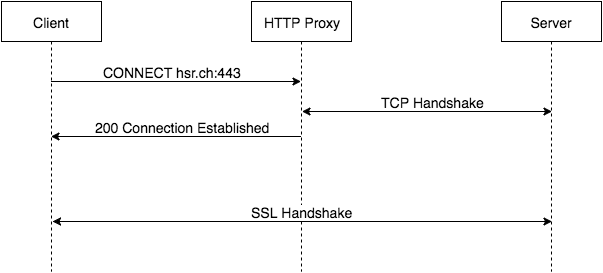 Client
HTTP Proxy
Server
CONNECT hsr.ch:443
TCP Handshake
200 Connection Established
SSL Handshake